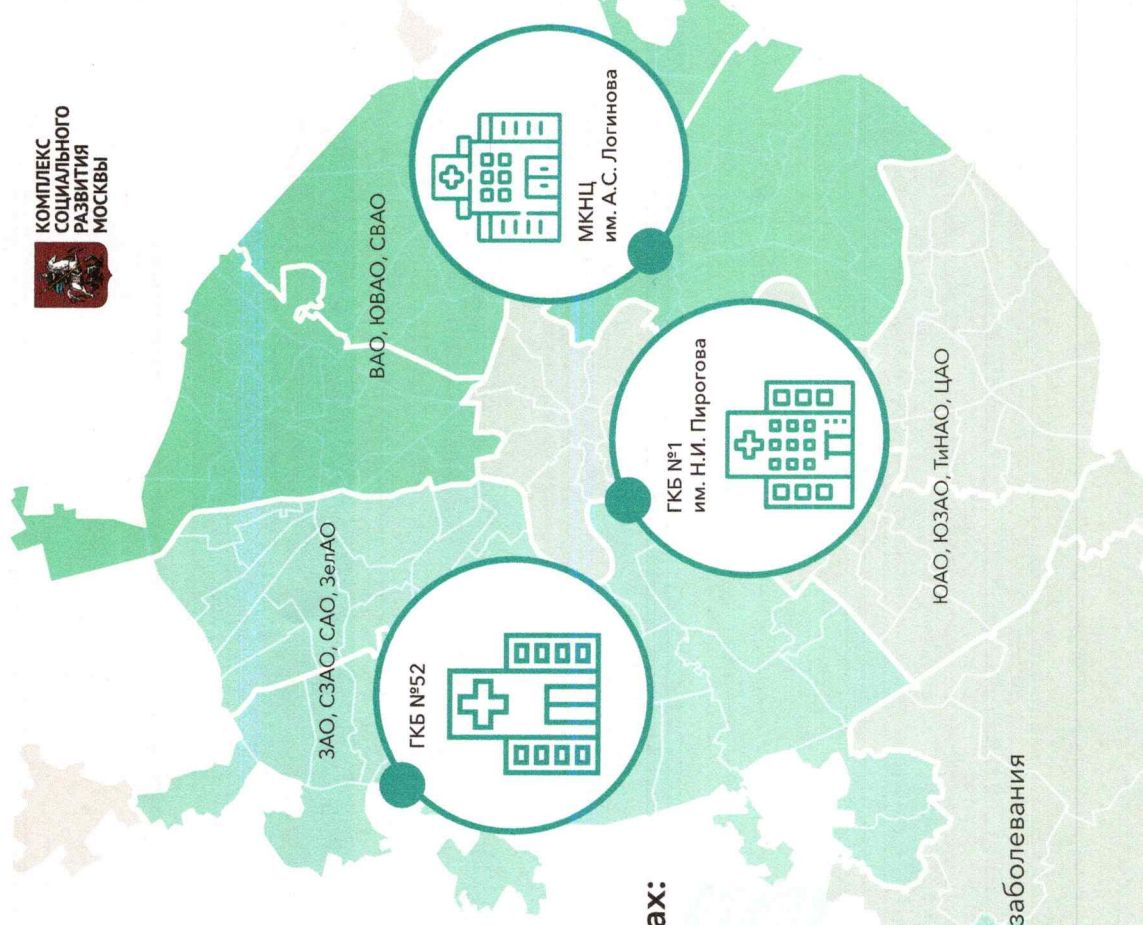 КОМПЛЕКС
СОЦИАЛЬНОГО
РАЗВИТИЯ
МОСКВЫ
ЗАО, СЗАО, САО, ЗелАО
ВАО, ЮВАО, СВАО
ГКБ №52
МКНЦ
им. А.С. Логинова
ГКБ №1
им. Н.И. Пирогова
ЮАО, ЮЗАО, ТиНАО, ЦАО
ах:
заболевания